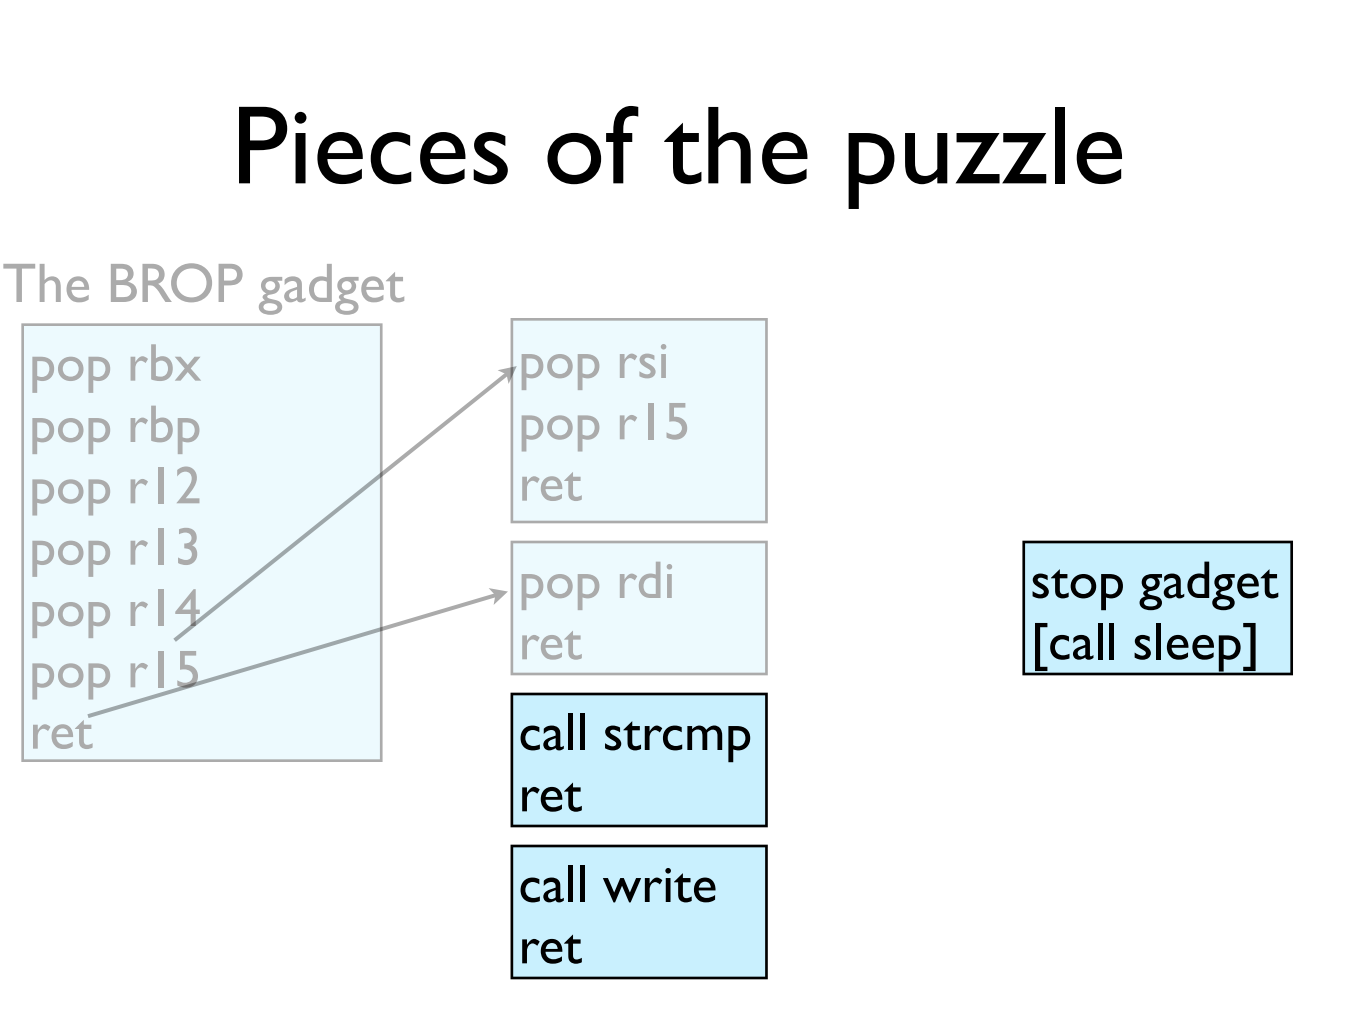 Pieces of the puzzle
The BROP gadget
pop rbx
pop rbp
pop r12
pop r13
pop r14
pop r15
ret
pop rsi
pop r15
ret
pop rdi
ret
call strcmp
ret
call write
ret
stop gadget
[call sleep]